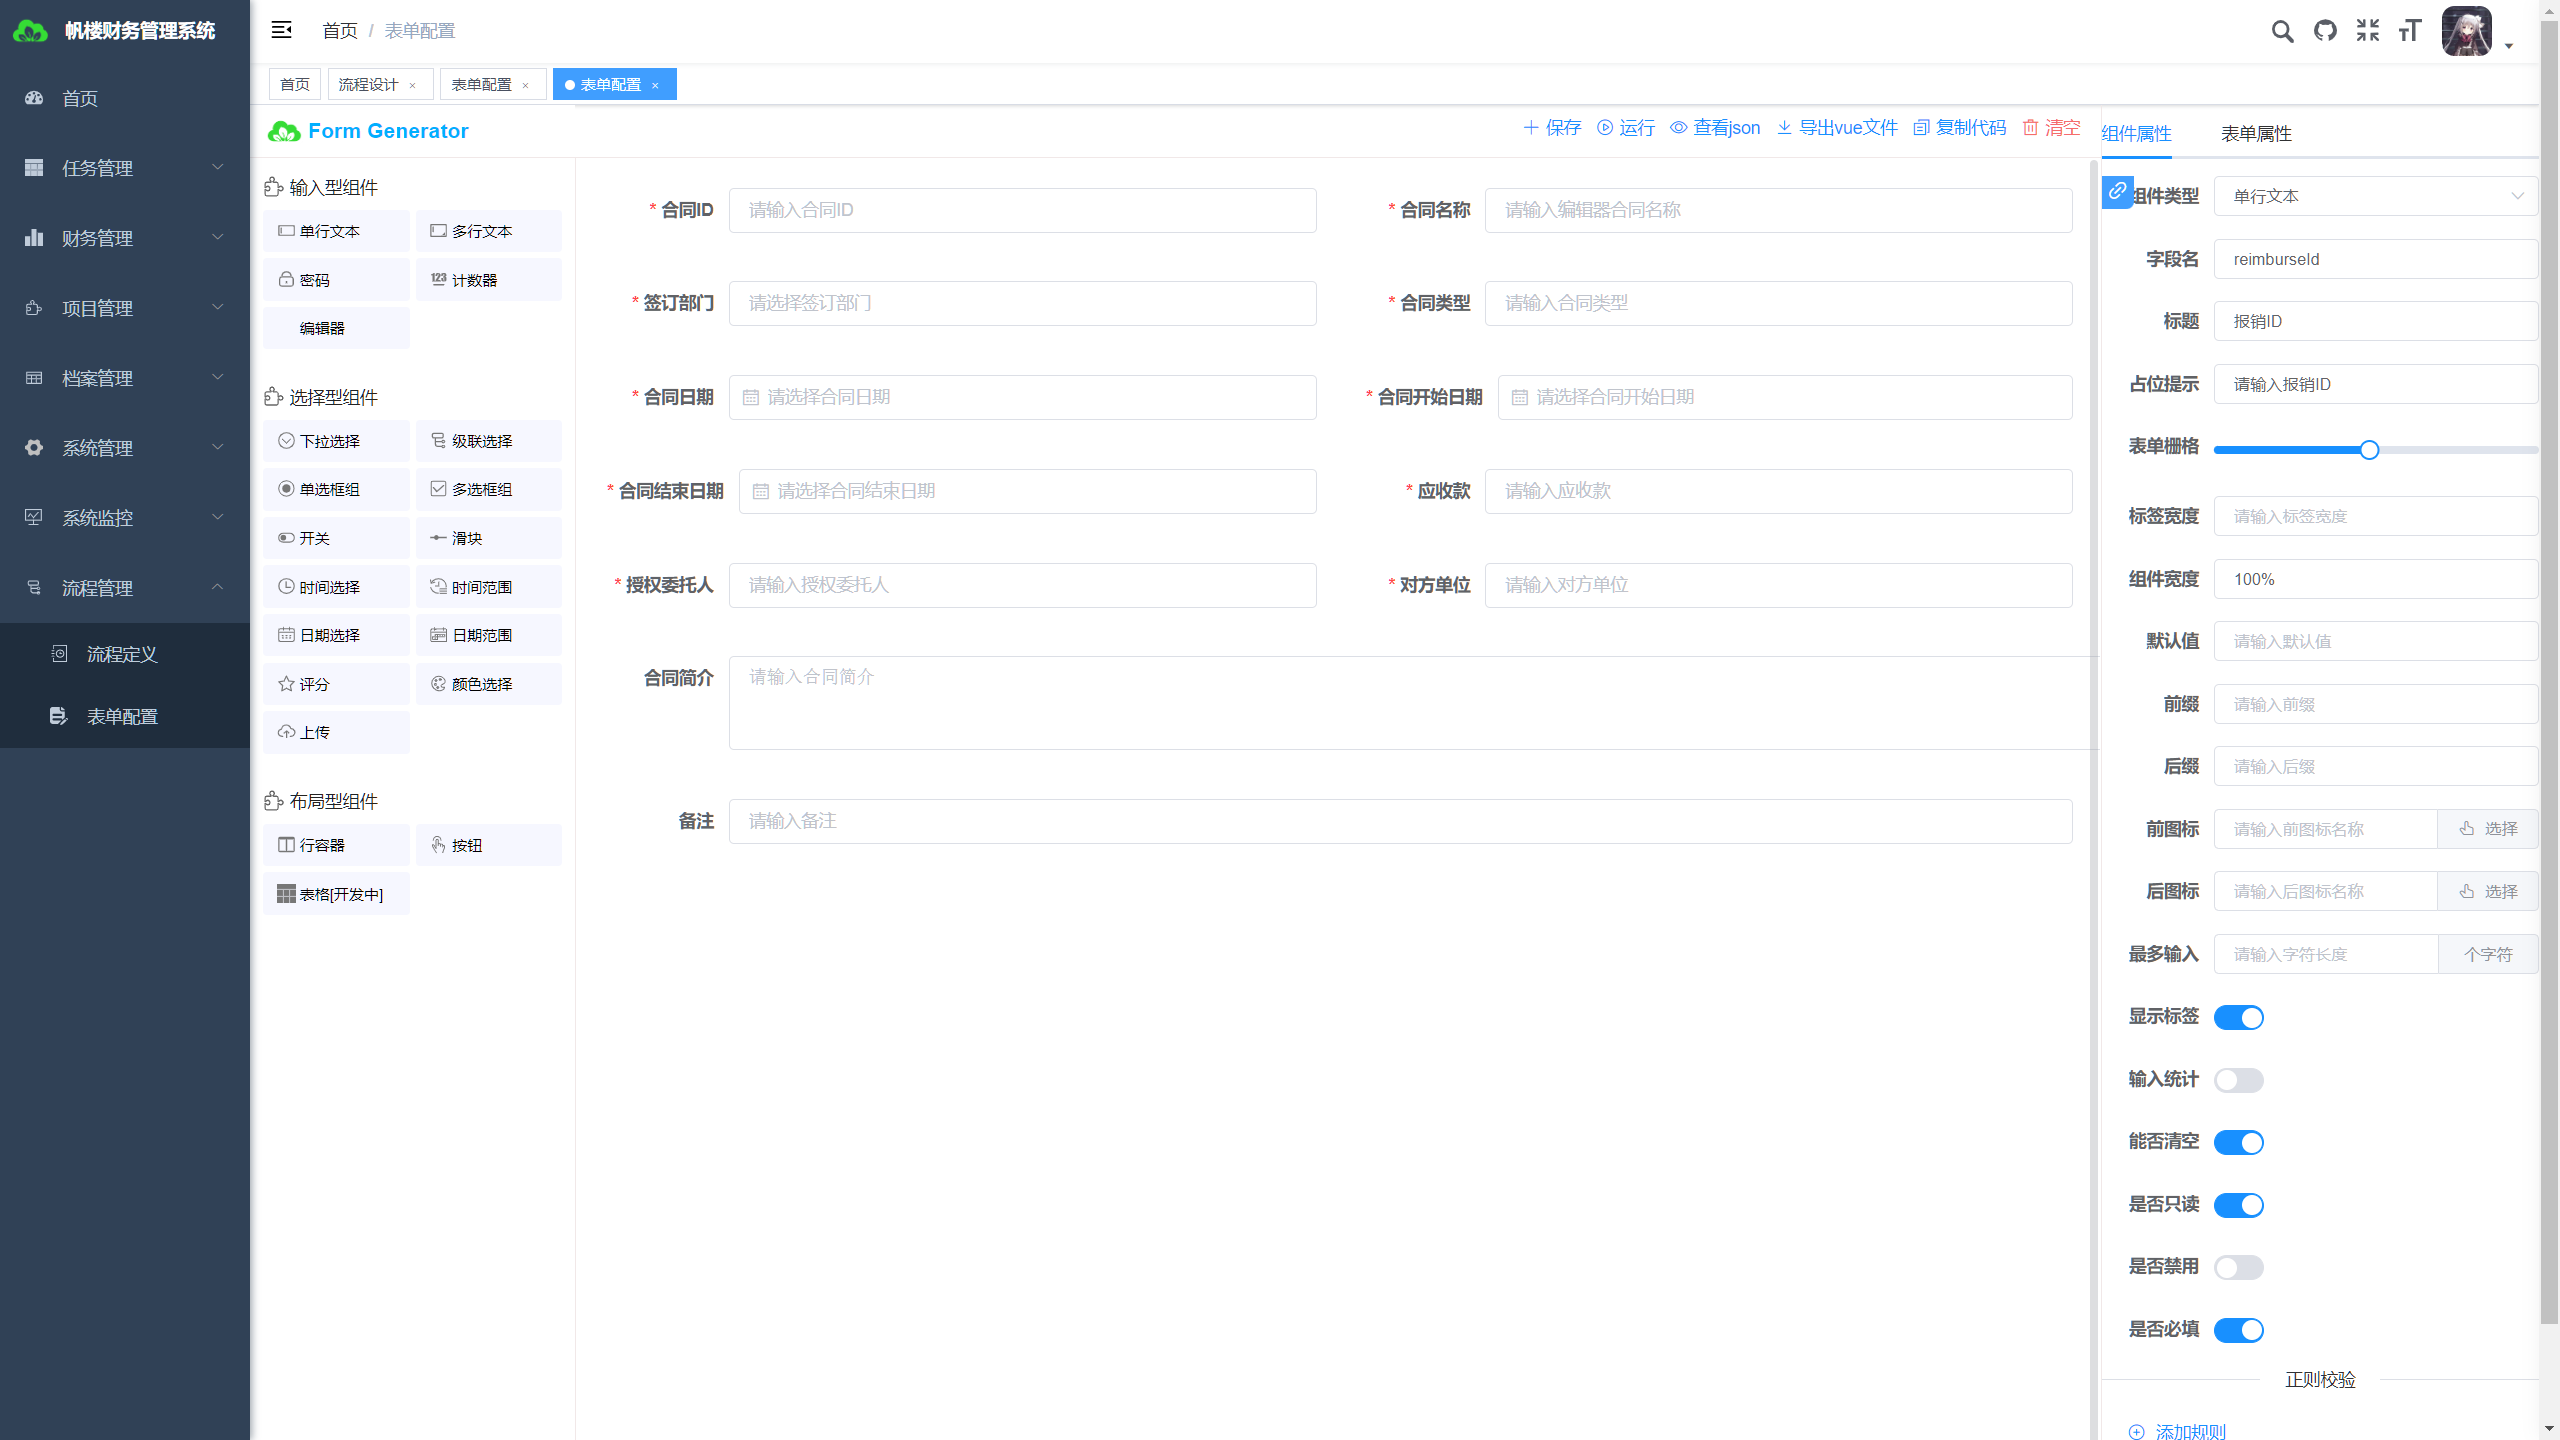 帆楼财务管理系统
首页 / 表单配置
首页
流程设计 ×
表单配置 ×
表单配置 ×
首页
任务管理
财务管理
项目管理
档案管理
系统管理
系统监控
流程管理
流程定义
表单配置
Form Generator
保存 运行 查看json 导出vue文件 复制代码 清空
输入型组件
单行文本 多行文本
密码 计数器
编辑器
选择型组件
下拉选择 级联选择
单选框组 多选框组
开关 滑块
时间选择 时间范围
日期选择 日期范围
评分 颜色选择
上传
布局型组件
行容器 按钮
表格[开发中]
* 合同ID 请输入合同ID * 合同名称 请输入编辑器合同名称
* 签订部门 请选择签订部门 * 合同类型 请输入合同类型
* 合同日期 请选择合同日期 * 合同开始日期 请选择合同开始日期
* 合同结束日期 请选择合同结束日期 * 应收款 请输入应收款
* 授权委托人 请输入授权委托人 * 对方单位 请输入对方单位
合同简介 请输入合同简介
备注 请输入备注
组件属性 表单属性
组件类型 单行文本
字段名 reimburseId
标题 报销ID
占位提示 请输入报销ID
表单栅格
标签宽度 请输入标签宽度
组件宽度 100%
默认值 请输入默认值
前缀 请输入前缀
后缀 请输入后缀
前图标 请输入前图标名称 选择
后图标 请输入后图标名称 选择
最多输入 请输入字符长度 个字符
显示标签
输入统计
能否清空
是否只读
是否禁用
是否必填
正则校验
添加规则